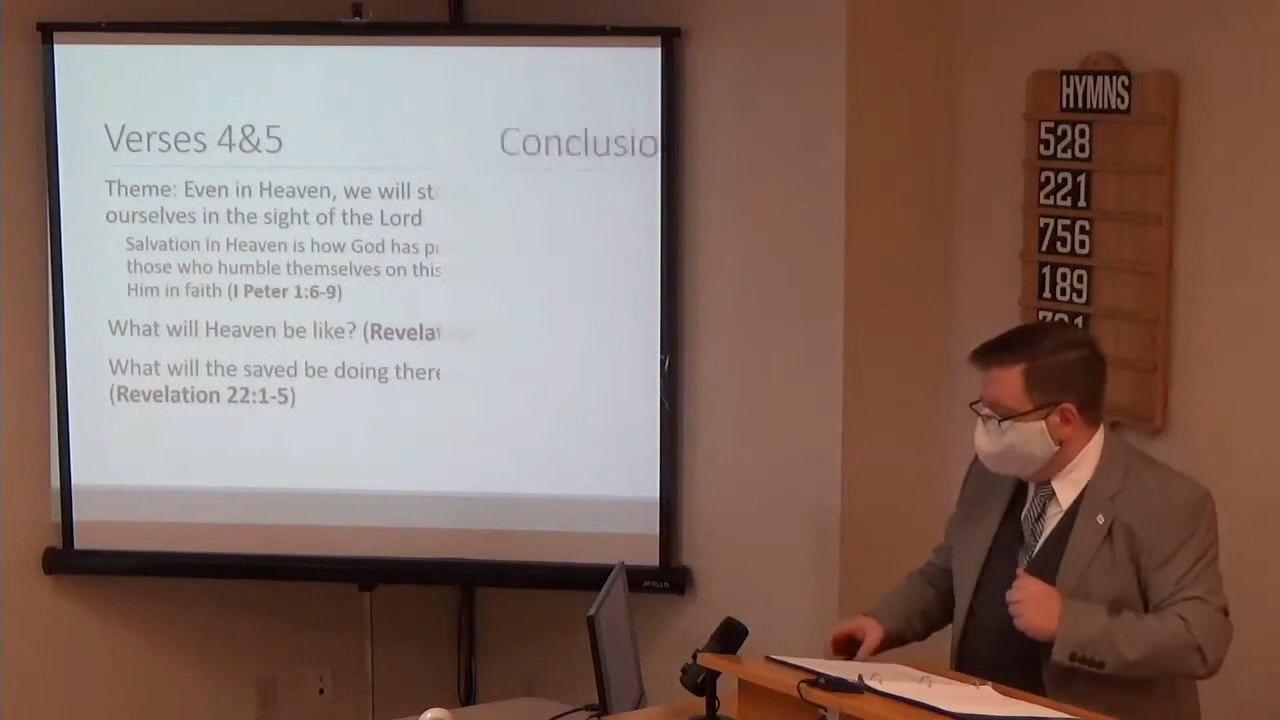 Verses 4&5
Conclusio
Theme: Even in Heaven, we will st
ourselves in the sight of the Lord
Salvation in Heaven is how God has
those who humble themselves on this
Him in faith (I Peter 1:6-9)
What will Heaven be like? (Revelat
What will the saved be doing there
(Revelation 22:1-5)
APOLLO
HYMNS
528
221
756
189